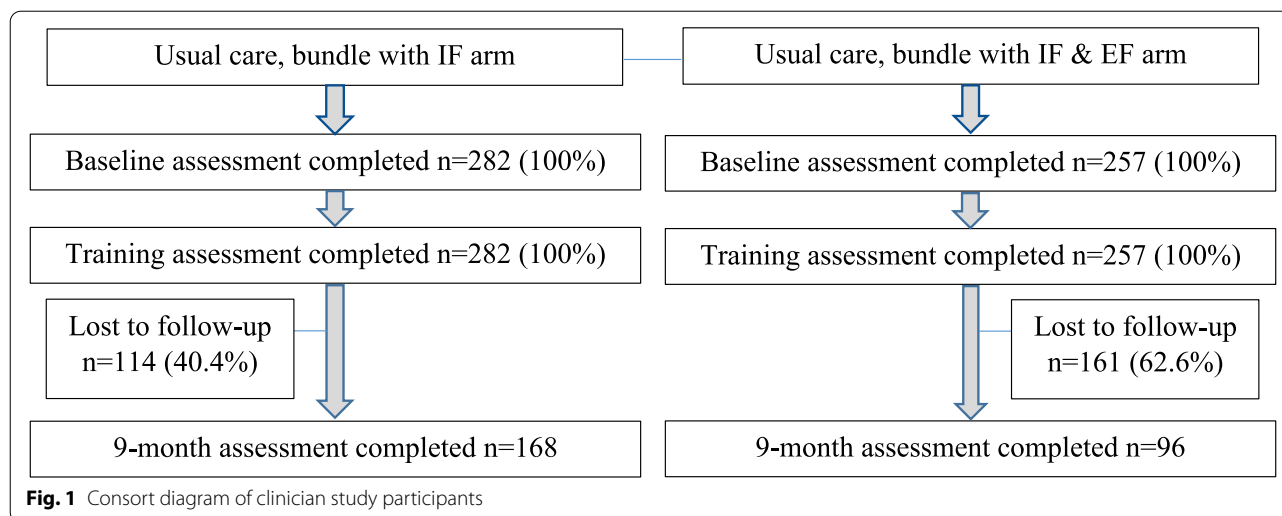 Usual care, bundle with IF arm
Usual care, bundle with IF & EF arm
Baseline assessment completed n=282 (100%)
Baseline assessment completed n=257 (100%)
Training assessment completed n=282 (100%)
Training assessment completed n=257 (100%)
Lost to follow-up
n=114 (40.4%)
Lost to follow-up
n=161 (62.6%)
9-month assessment completed n=168
9-month assessment completed n=96
Fig. 1 Consort diagram of clinician study participants